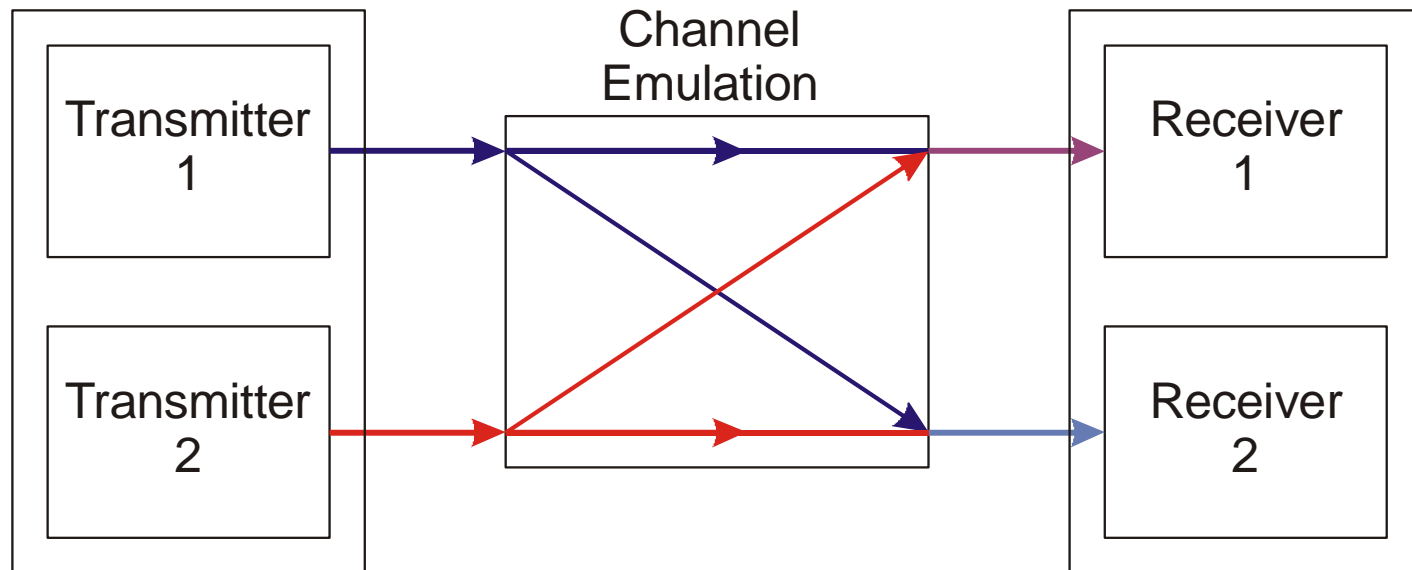 Channel
Emulation
Transmitter
1
Receiver
1
Transmitter
2
Receiver
2